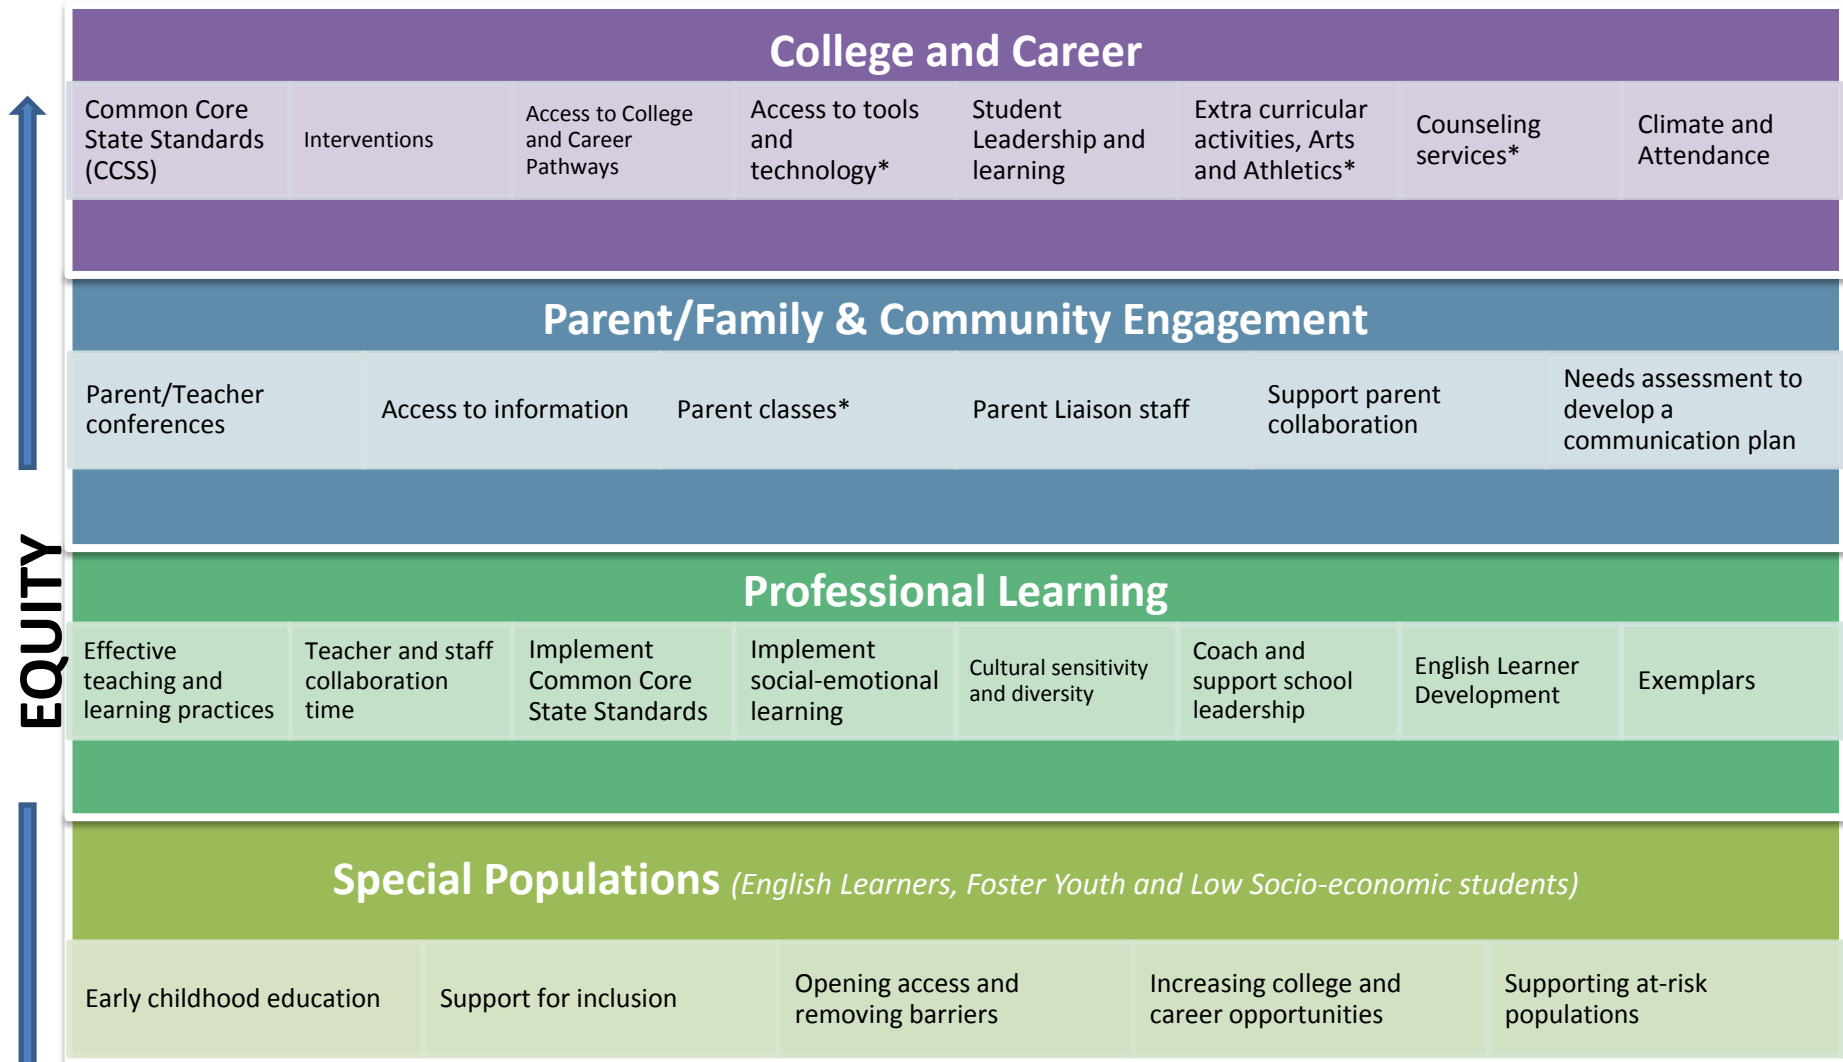 College and Career
Common Core
State Standards
(CCSS)
Interventions
Access to College
and Career
Pathways
Access to tools
and
technology*
Student
Leadership and
learning
Extra curricular
activities, Arts
and Athletics*
Counseling
services*
Climate and
Attendance
Parent/Family & Community Engagement
Parent/Teacher
conferences
Access to information
Parent classes*
Parent Liaison staff
Support parent
collaboration
Needs assessment to
develop a
communication plan
EQUITY
Professional Learning
Effective
teaching and
learning practices
Teacher and staff
collaboration
time
Implement
Common Core
State Standards
Implement
social-emotional
learning
Cultural sensitivity
and diversity
Coach and
support school
leadership
English Learner
Development
Exemplars
Special Populations (English Learners, Foster Youth and Low Socio-economic students)
Early childhood education
Support for inclusion
Opening access and
removing barriers
Increasing college and
career opportunities
Supporting at-risk
populations